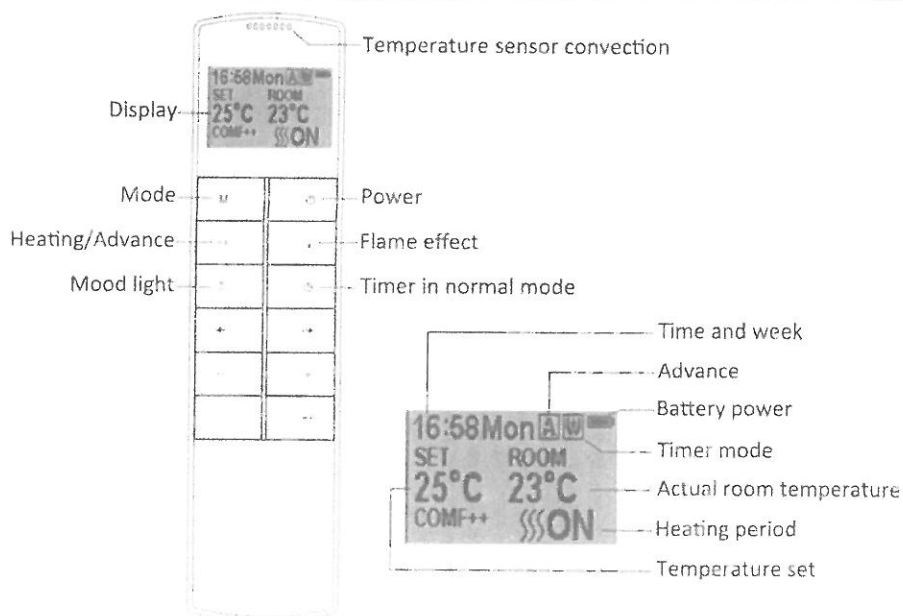 Temperature sensor convection
16:58Mon A W
SET ROOM
Display
25°C 23°C
COMF++ ON
Mode
M
Power
Heating/Advance
Flame effect
Mood light
Timer in normal mode
Time and week
Advance
Battery power
16:58Mon A W
Timer mode
SET ROOM
25°C 23°C
Actual room temperature
COMF++ ON
Heating period
Temperature set